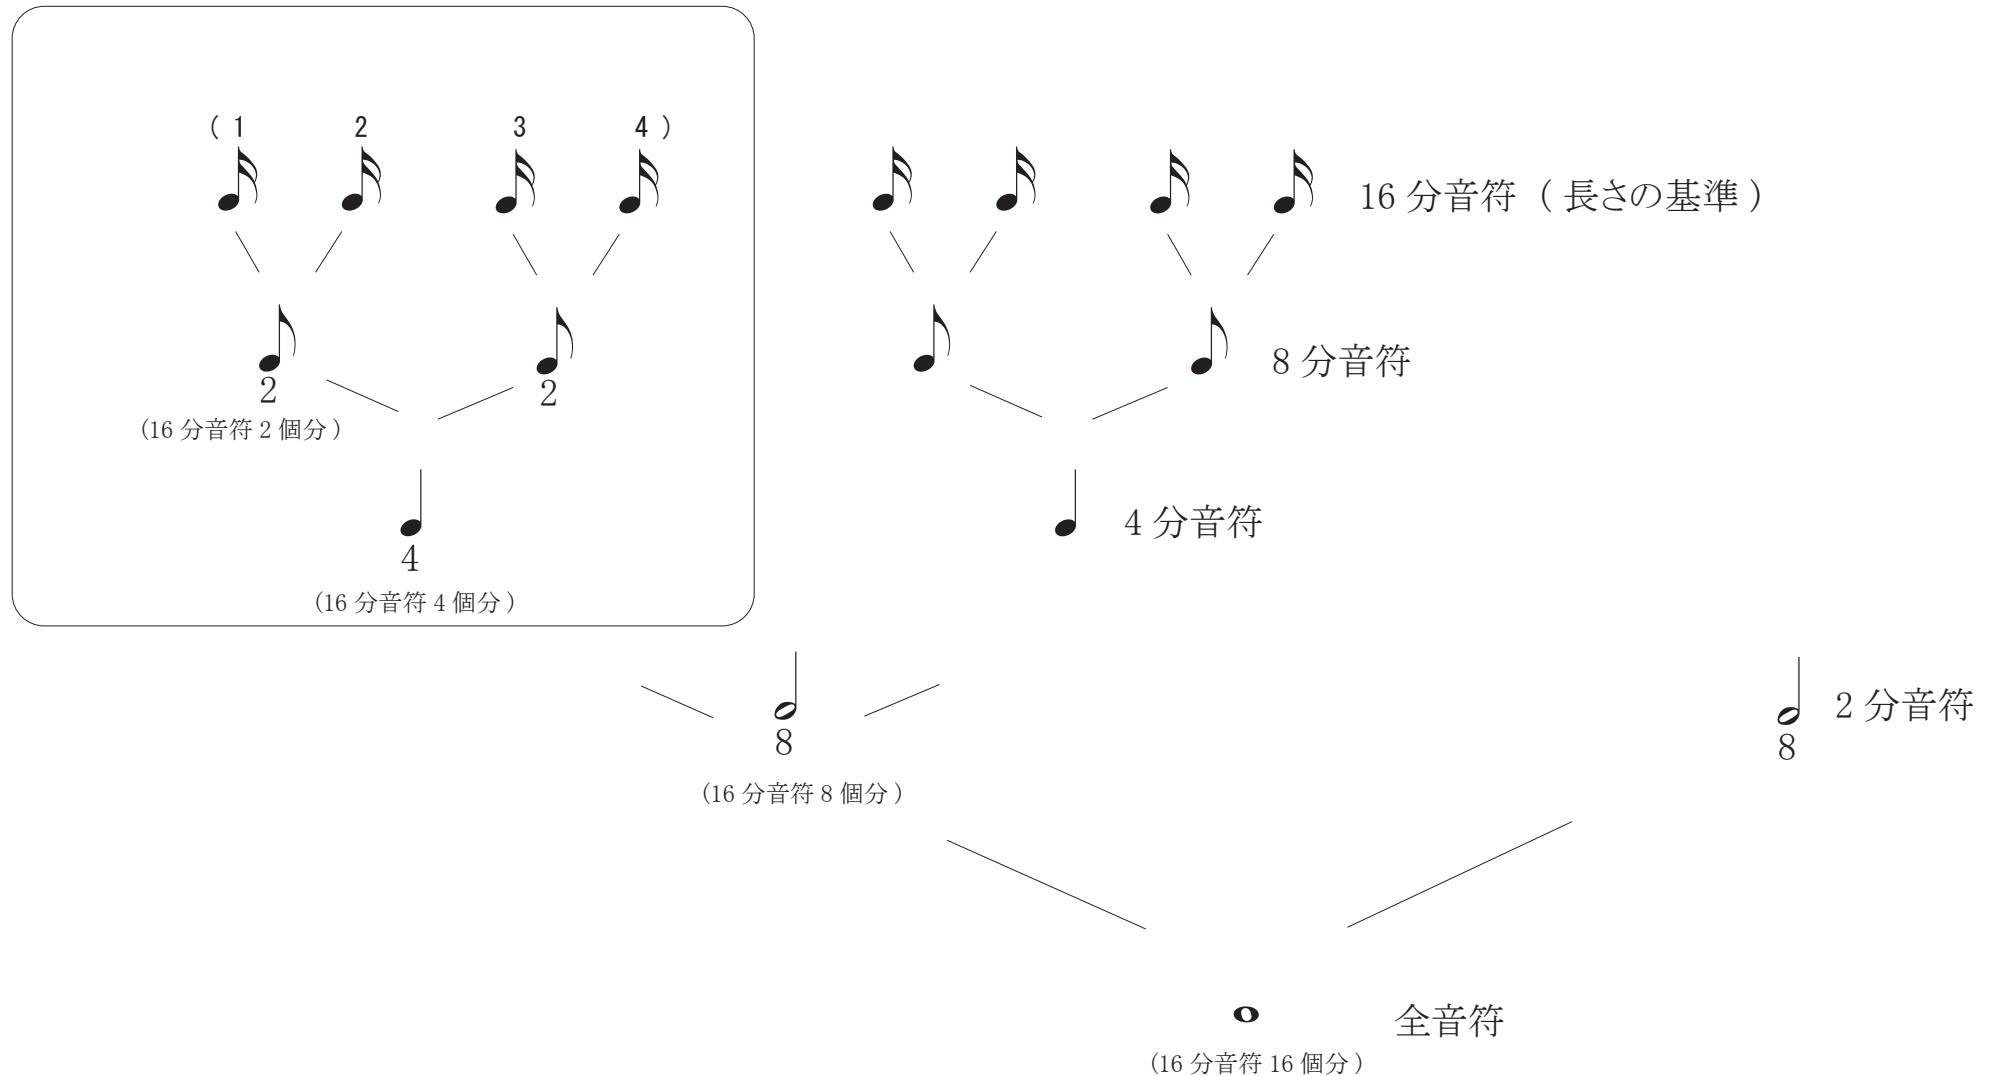 ( 1 2 3 4 )
16 分音符 ( 長さの基準 )
2 2
8 分音符
(16 分音符 2 個分 )
4 分音符
4
(16 分音符 4 個分 )
2 分音符
8 8
(16 分音符 8 個分 )
全音符
(16 分音符 16 個分 )